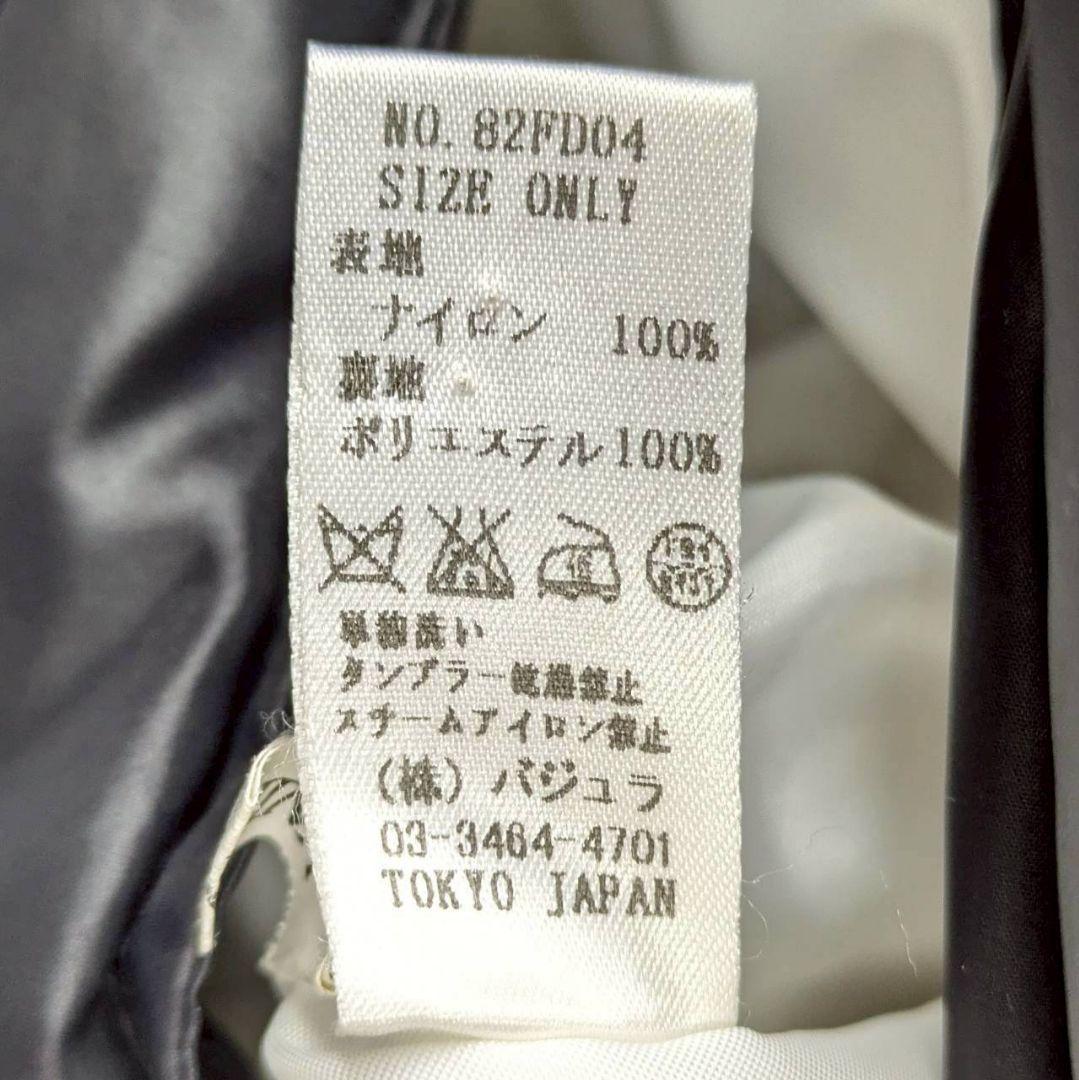 NO. 82FD04
SIZE ONLY
表地
ナイロン 100%
裏地
ポリエステル100%
単独洗い
タンブラー乾燥禁止
スチームアイロン禁止
(株) バジュラ
03-3464-4701
TOKYO JAPAN